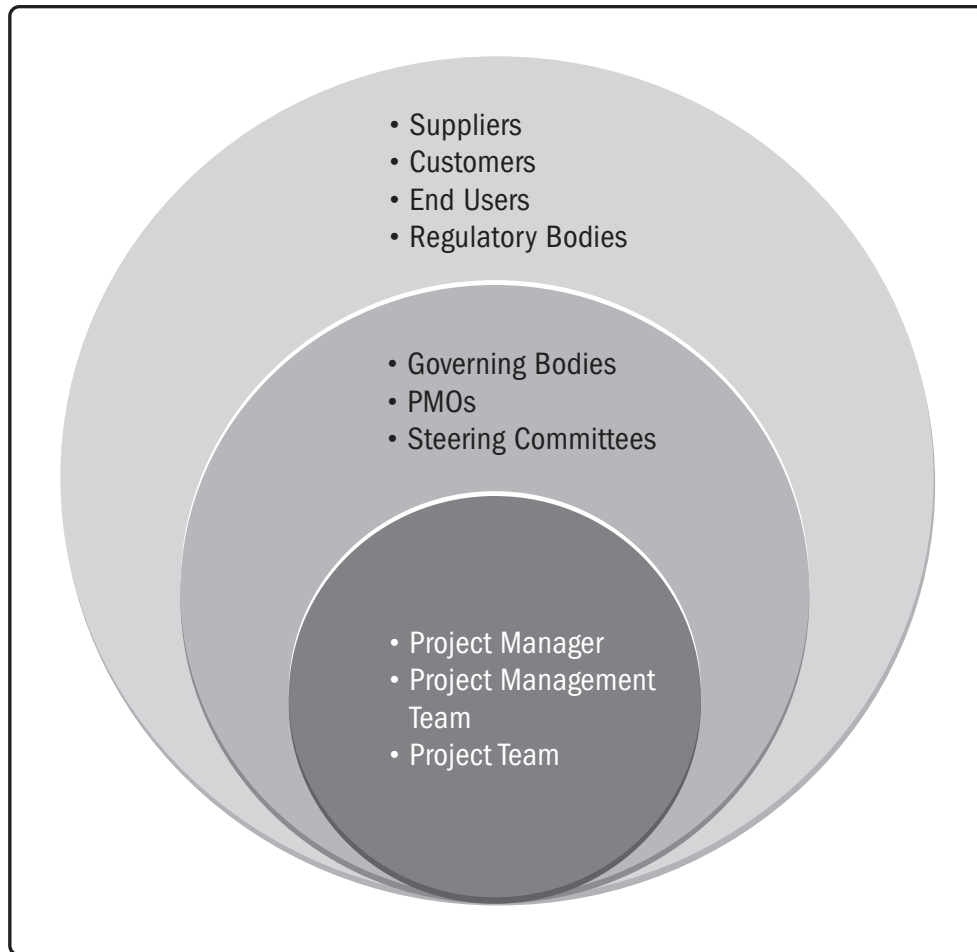 • Suppliers
• Customers
• End Users
• Regulatory Bodies
• Governing Bodies
• PMOs
• Steering Committees
• Project Manager
• Project Management
Team
• Project Team